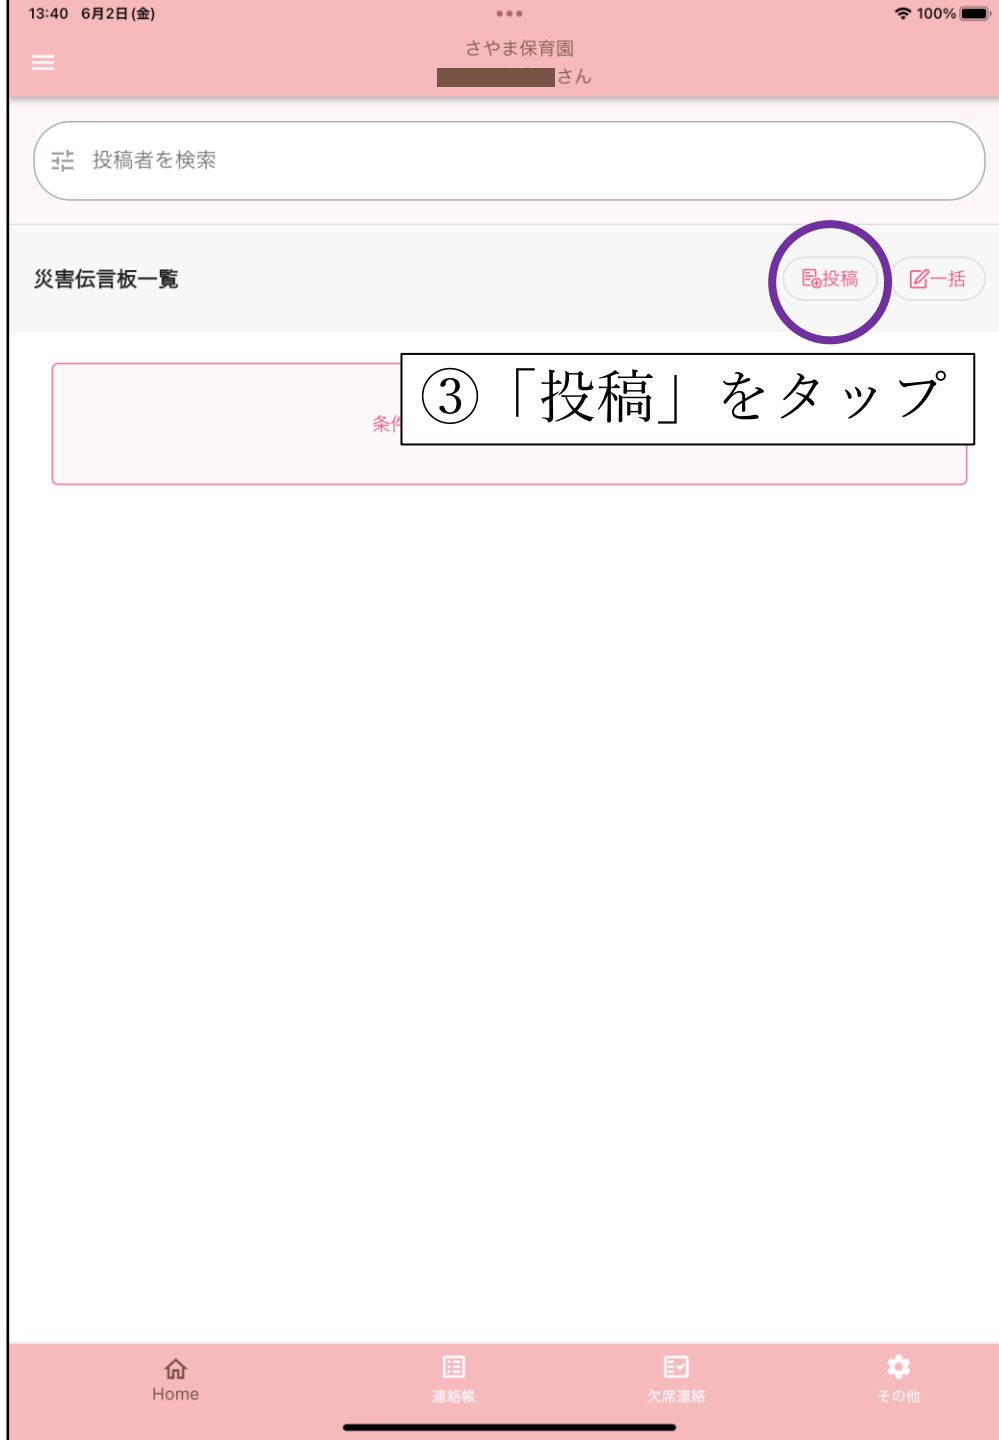 13:40 6月2日(金)
100%
さやま保育園
さん
投稿者を検索
災害伝言板一覧
投稿
一括
③「投稿」をタップ
条件
Home
連絡帳
欠席連絡
その他